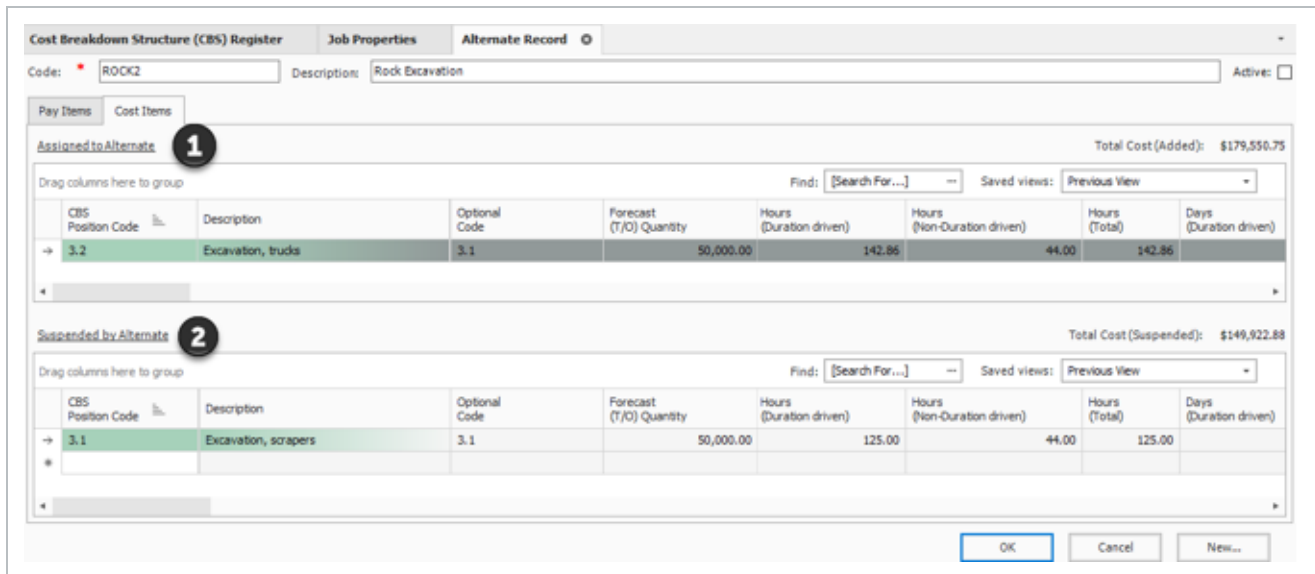 Cost Breakdown Structure (CBS) Register Job Properties Alternate Record
Code: * ROCK2 Description: Rock Excavation Active:
Pay Items Cost Items
Assigned to Alternate 1 Total Cost (Added): $179,550.75
Drag columns here to group Find: [Search For...] ... Saved views: Previous View
CBS Position Code Description Optional Code Forecast (T/O) Quantity Hours (Duration driven) Hours (Non-Duration driven) Hours (Total) Days (Duration driven)
3.2 Excavation, trucks 3.1 50,000.00 142.86 44.00 142.86
Suspended by Alternate 2 Total Cost (Suspended): $149,922.88
Drag columns here to group Find: [Search For...] ... Saved views: Previous View
CBS Position Code Description Optional Code Forecast (T/O) Quantity Hours (Duration driven) Hours (Non-Duration driven) Hours (Total) Days (Duration driven)
3.1 Excavation, scrapers 3.1 50,000.00 125.00 44.00 125.00
OK Cancel New...